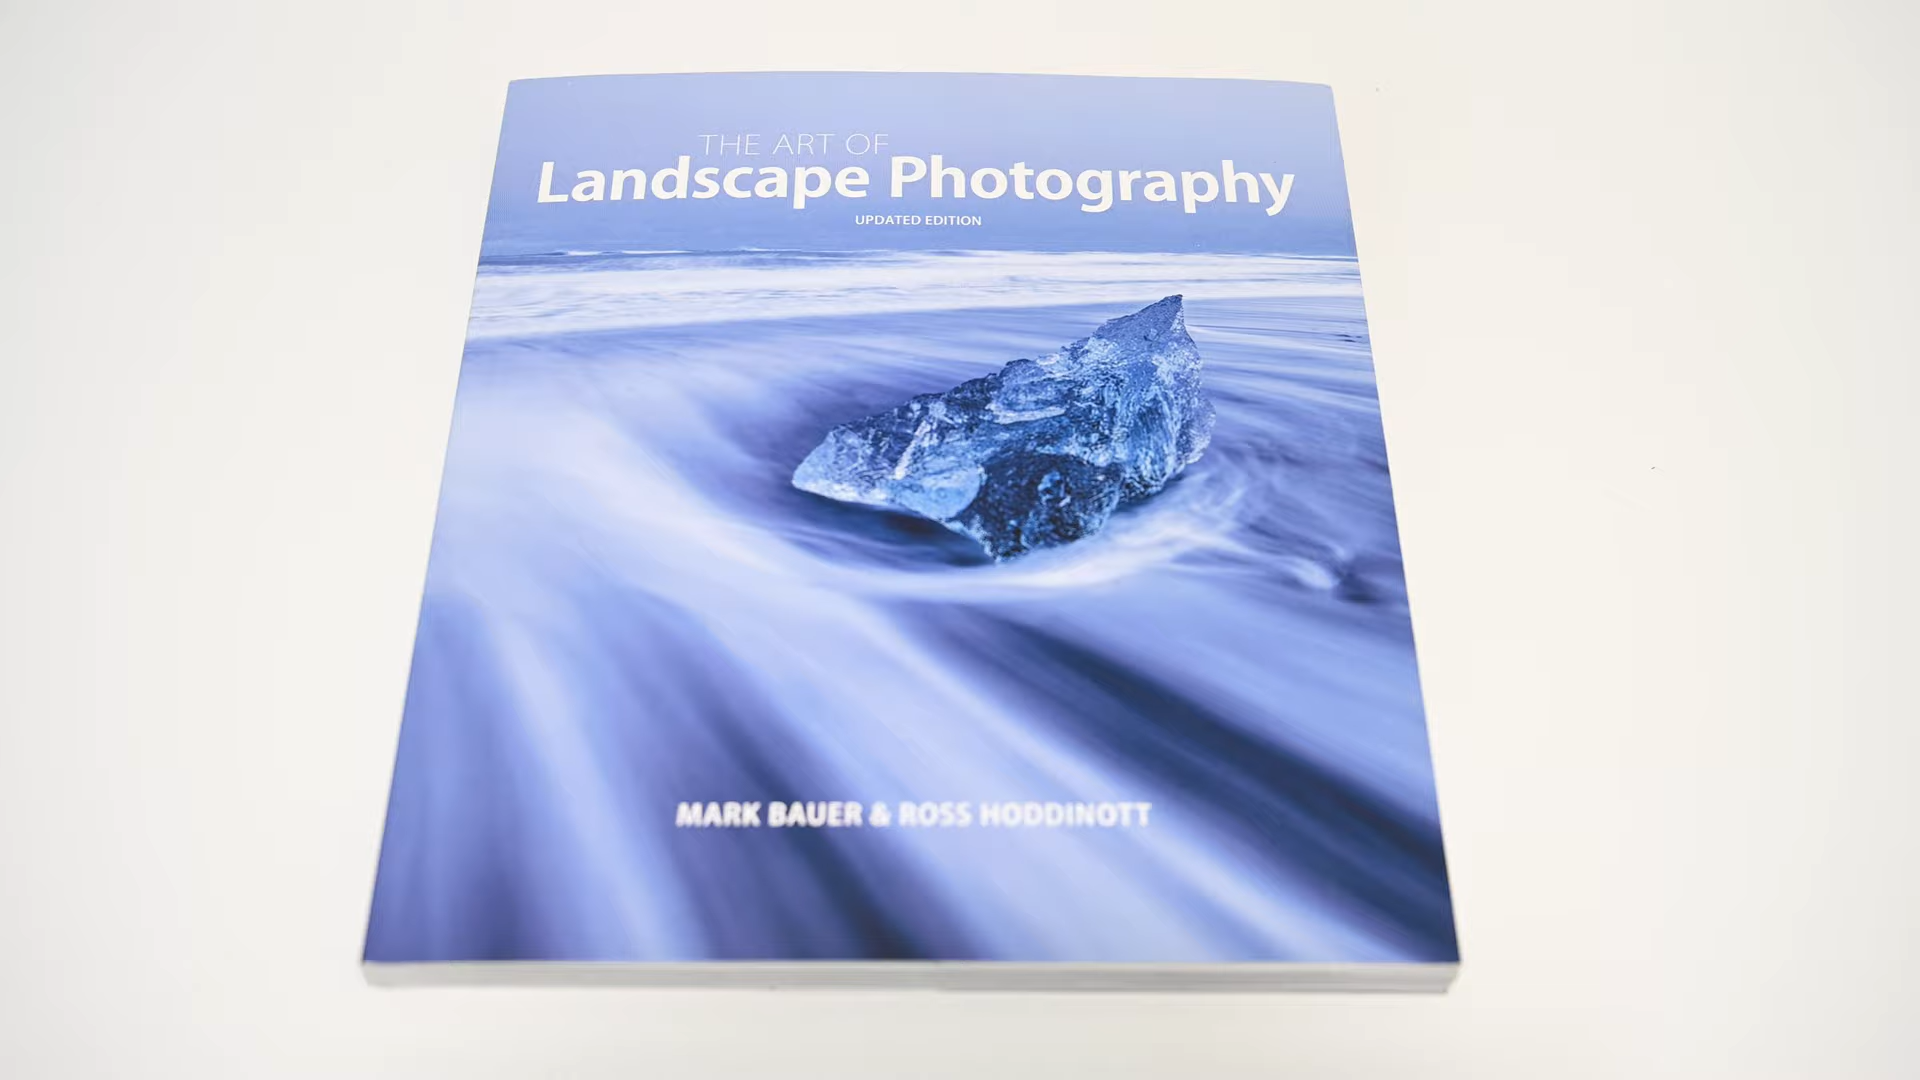 THE ART OF
Landscape Photography
UPDATED EDITION
MARK BAUER & ROSS HODDINOTT